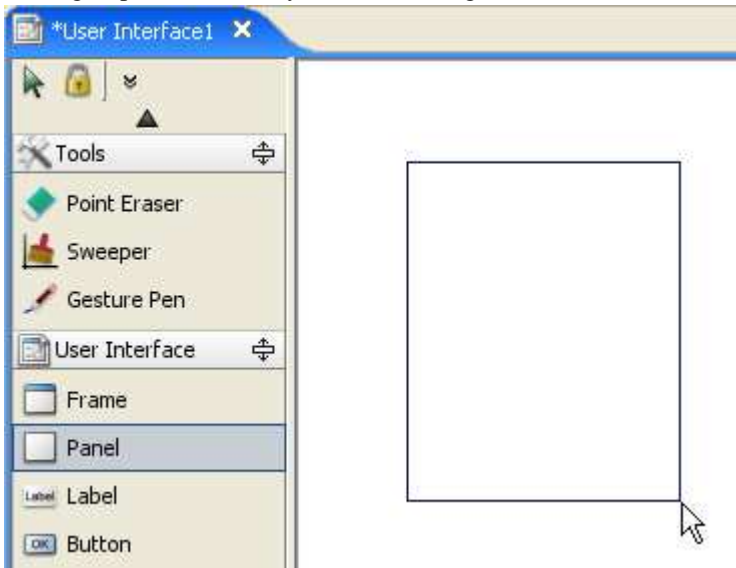 *User Interface1
Tools
Point Eraser
Sweeper
Gesture Pen
User Interface
Frame
Panel
Label Label
OK Button